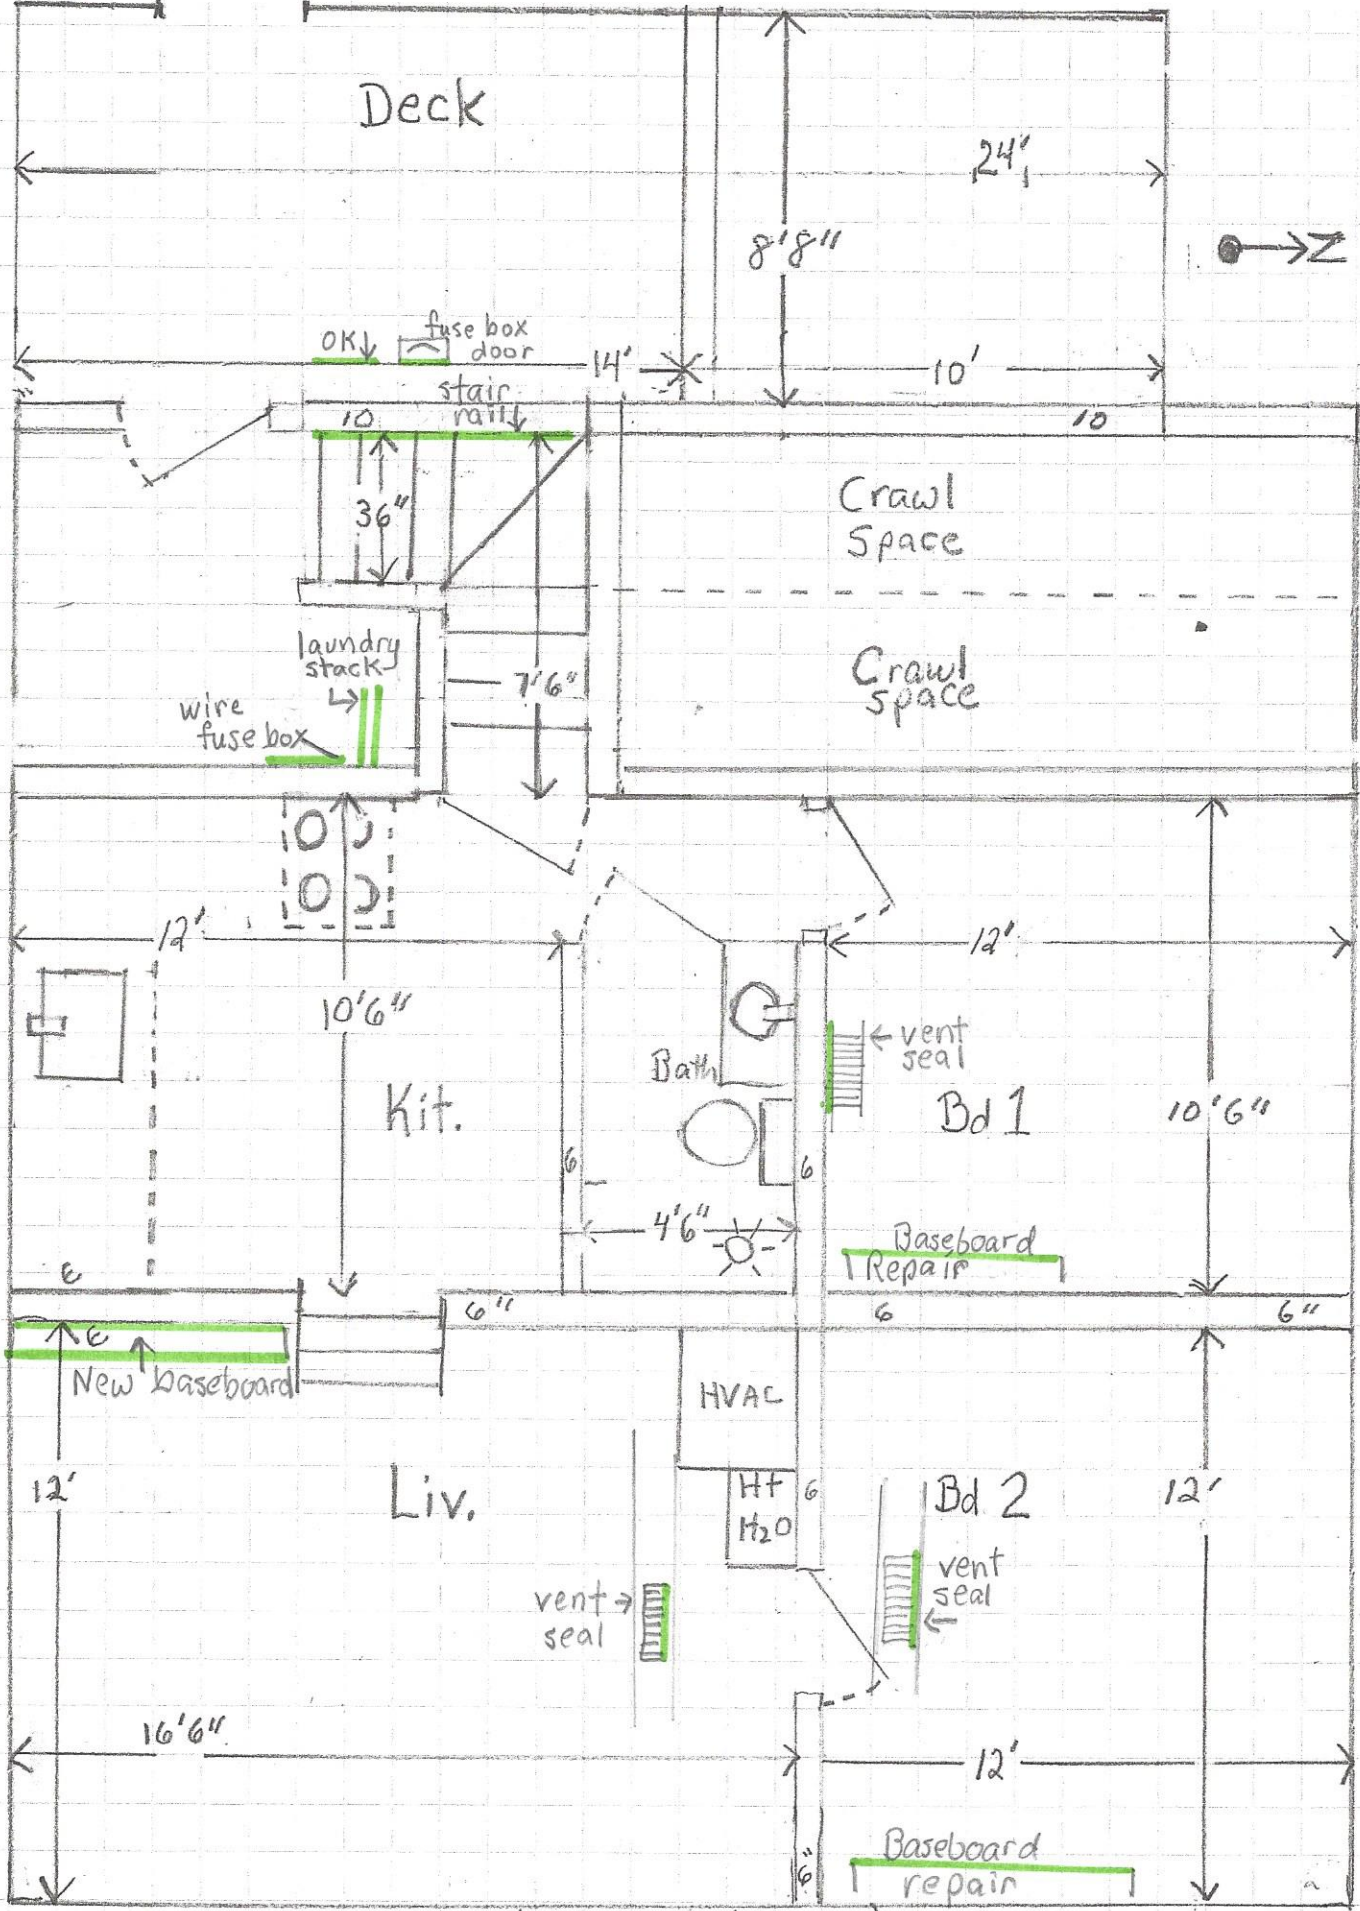 Deck
24'
8'8"
Z
OK
fuse box
door
14'
10'
stair
rail
10
10
36"
Crawl
Space
laundry
stack
7'6"
Crawl
space
wire
fuse box
12'
12'
10'6"
vent
seal
Bath
Kit.
Bd 1
10'6"
6
6
4'6"
Baseboard
Repair
6
6"
6
6"
6
New baseboard
HVAC
12'
Liv.
Ht
H₂O
6
Bd 2
12'
vent
seal
vent
seal
16'6"
12'
Baseboard
repair
6"